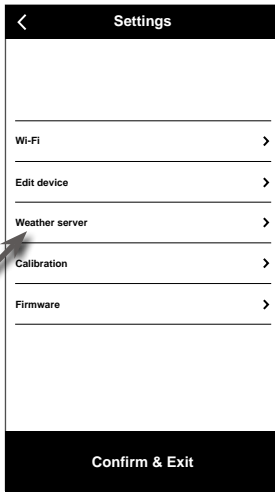 Settings
Wi-Fi
Edit device
Weather server
Calibration
Firmware
Confirm & Exit